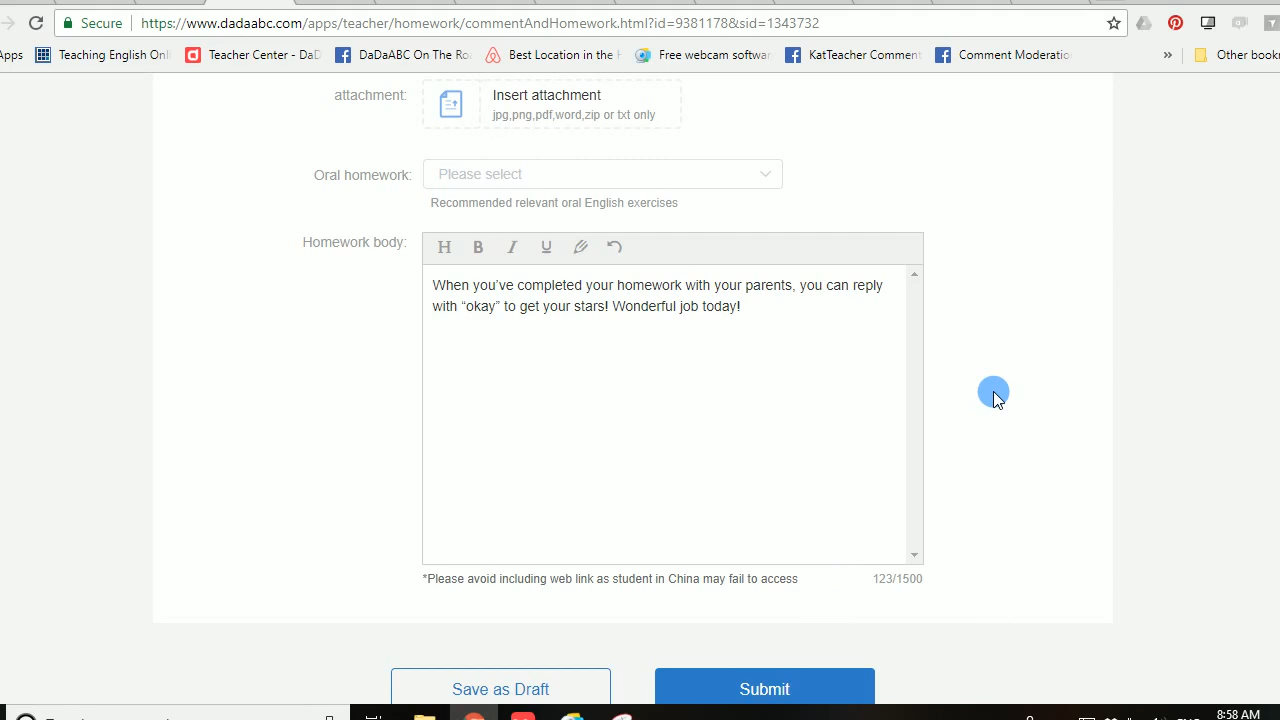 Secure https://www.dadaabc.com/apps/teacher/homework/commentAndHomework.html?id=9381178&sid=1343732
Apps Teaching English Onl Teacher Center - DaD DaDaABC On The Ro Best Location in the Free webcam softwa KatTeacher Comment Comment Moderatio » Other book
attachment: Insert attachment
jpg,png,pdf,word,zip or txt only
Oral homework: Please select
Recommended relevant oral English exercises
Homework body: H B I U
When you've completed your homework with your parents, you can reply
with “okay” to get your stars! Wonderful job today!
*Please avoid including web link as student in China may fail to access 123/1500
Save as Draft Submit
8:58 AM